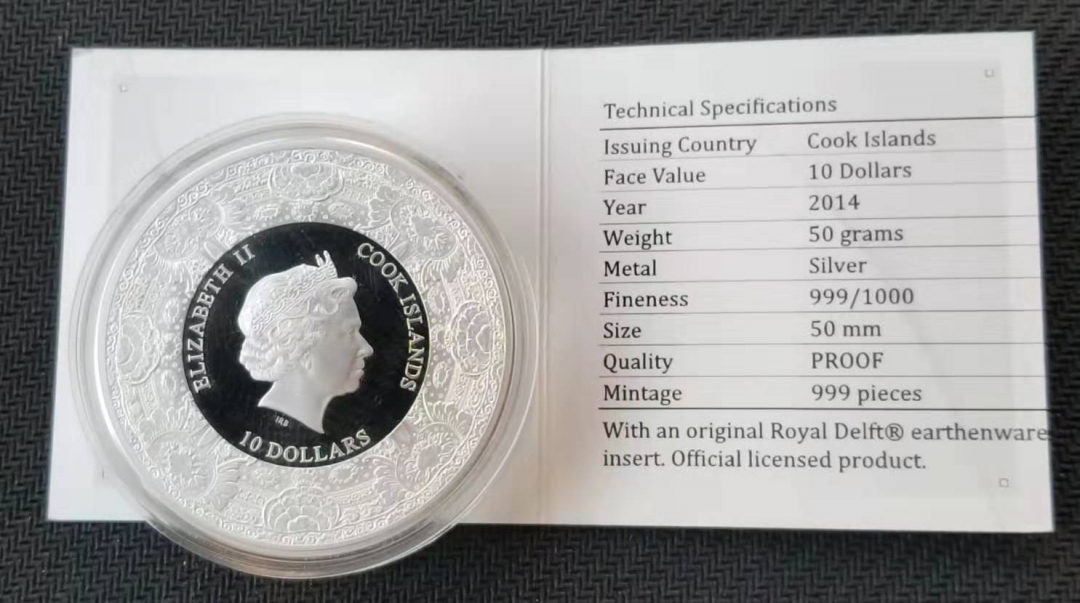 ELIZABETH II
COOK ISLANDS
IRB
10 DOLLARS
Technical Specifications
Issuing Country Cook Islands
Face Value 10 Dollars
Year 2014
Weight 50 grams
Metal Silver
Fineness 999/1000
Size 50 mm
Quality PROOF
Mintage 999 pieces
With an original Royal Delft® earthenware
insert. Official licensed product.